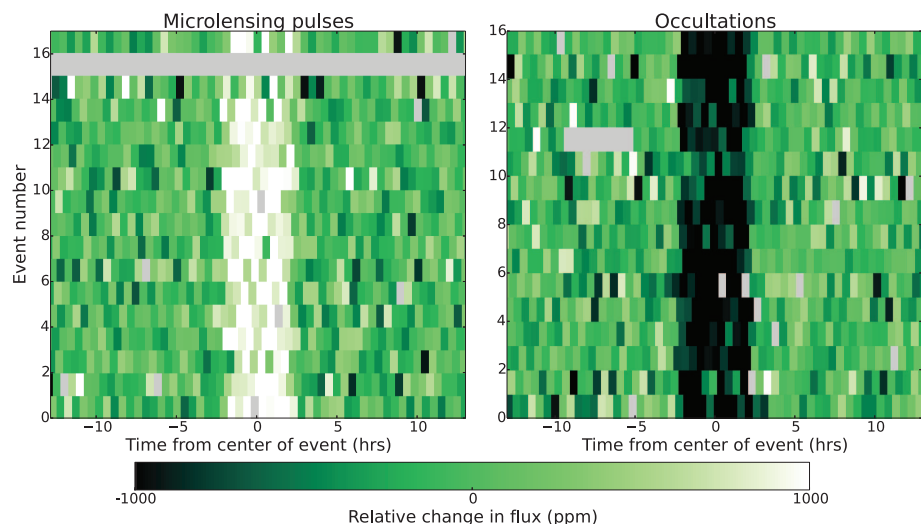 Microlensing pulses
Occultations
Event number
16
14
12
10
8
6
4
2
0
16
14
12
10
8
6
4
2
0
−10 −5 0 5 10
−10 −5 0 5 10
Time from center of event (hrs)
Time from center of event (hrs)
-1000 0 1000
Relative change in flux (ppm)